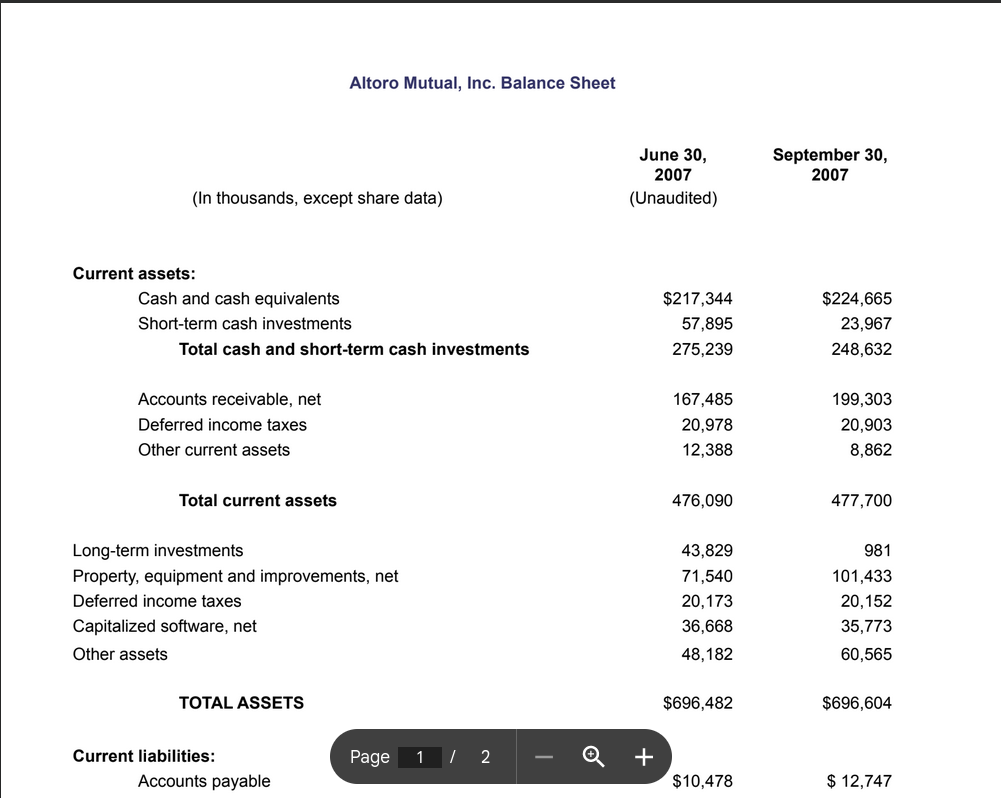 Altoro Mutual, Inc. Balance Sheet
June 30, 2007 September 30, 2007
(In thousands, except share data) (Unaudited)
Current assets:
Cash and cash equivalents $217,344 $224,665
Short-term cash investments 57,895 23,967
Total cash and short-term cash investments 275,239 248,632
Accounts receivable, net 167,485 199,303
Deferred income taxes 20,978 20,903
Other current assets 12,388 8,862
Total current assets 476,090 477,700
Long-term investments 43,829 981
Property, equipment and improvements, net 71,540 101,433
Deferred income taxes 20,173 20,152
Capitalized software, net 36,668 35,773
Other assets 48,182 60,565
TOTAL ASSETS $696,482 $696,604
Current liabilities:
Page 1 / 2
Accounts payable $10,478 $ 12,747